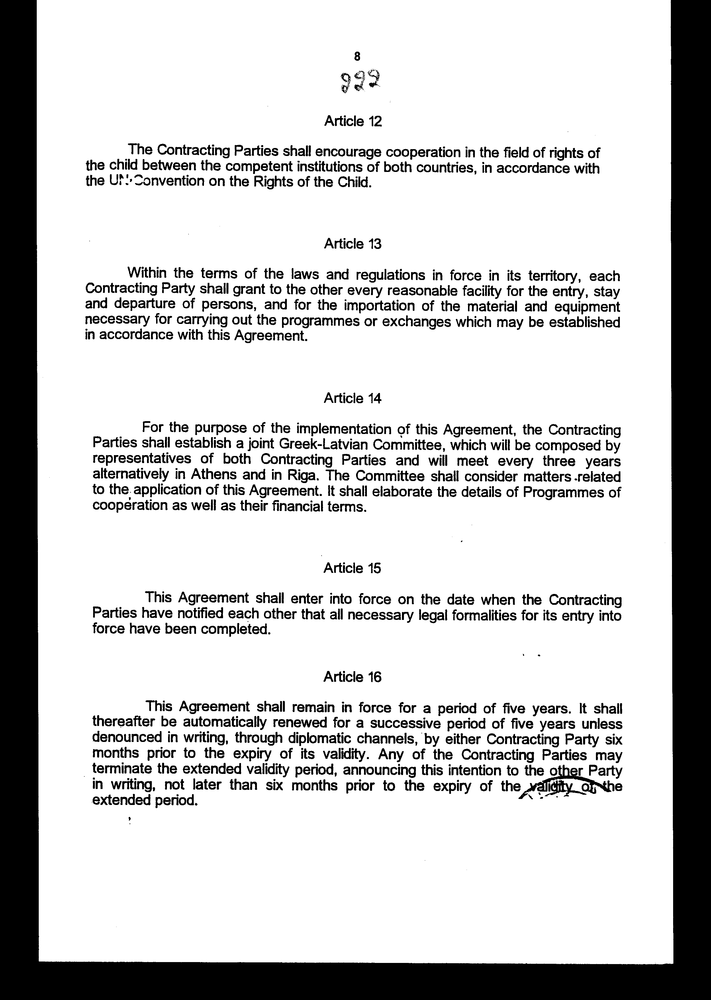 8
222
Article 12
The Contracting Parties shall encourage cooperation in the field of rights of
the child between the competent institutions of both countries, in accordance with
the UN Convention on the Rights of the Child.
Article 13
Within the terms of the laws and regulations in force in its territory, each
Contracting Party shall grant to the other every reasonable facility for the entry, stay
and departure of persons, and for the importation of the material and equipment
necessary for carrying out the programmes or exchanges which may be established
in accordance with this Agreement.
Article 14
For the purpose of the implementation of this Agreement, the Contracting
Parties shall establish a joint Greek-Latvian Committee, which will be composed by
representatives of both Contracting Parties and will meet every three years
alternatively in Athens and in Riga. The Committee shall consider matters related
to the application of this Agreement. It shall elaborate the details of Programmes of
cooperation as well as their financial terms.
Article 15
This Agreement shall enter into force on the date when the Contracting
Parties have notified each other that all necessary legal formalities for its entry into
force have been completed.
Article 16
This Agreement shall remain in force for a period of five years. It shall
thereafter be automatically renewed for a successive period of five years unless
denounced in writing, through diplomatic channels, by either Contracting Party six
months prior to the expiry of its validity. Any of the Contracting Parties may
terminate the extended validity period, announcing this intention to the other Party
in writing, not later than six months prior to the expiry of the validity of the
extended period.